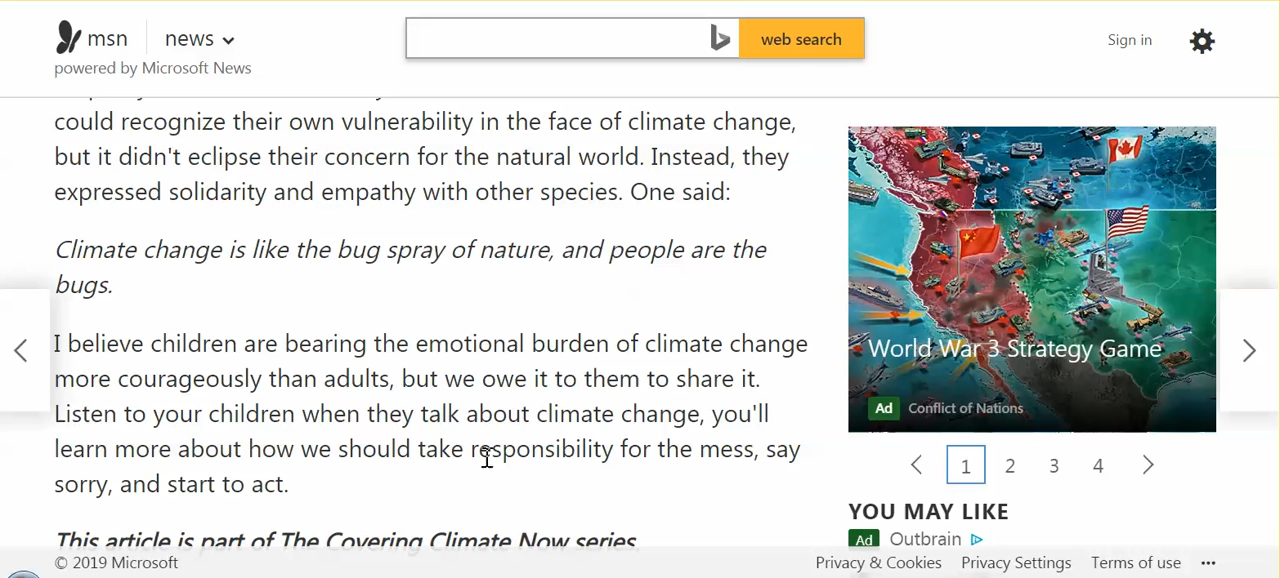 msn
news
web search
Sign in
powered by Microsoft News
could recognize their own vulnerability in the face of climate change,
but it didn't eclipse their concern for the natural world. Instead, they
expressed solidarity and empathy with other species. One said:
Climate change is like the bug spray of nature, and people are the
bugs.
I believe children are bearing the emotional burden of climate change
more courageously than adults, but we owe it to them to share it.
Listen to your children when they talk about climate change, you'll
learn more about how we should take responsibility for the mess, say
sorry, and start to act.
This article is part of The Covering Climate Now series.
World War 3 Strategy Game
Ad Conflict of Nations
1 2 3 4
YOU MAY LIKE
Ad Outbrain
© 2019 Microsoft
Privacy & Cookies Privacy Settings Terms of use ...